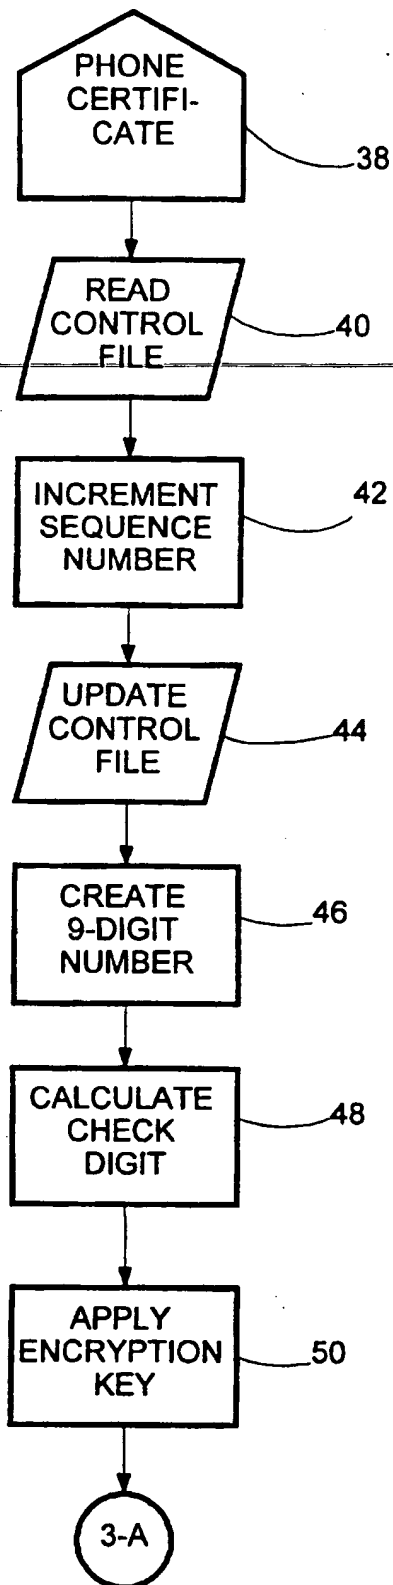 PHONE
CERTIFI-
CATE
38
READ
CONTROL
FILE
40
INCREMENT
SEQUENCE
NUMBER
42
UPDATE
CONTROL
FILE
44
CREATE
9-DIGIT
NUMBER
46
CALCULATE
CHECK
DIGIT
48
APPLY
ENCRYPTION
KEY
50
3-A